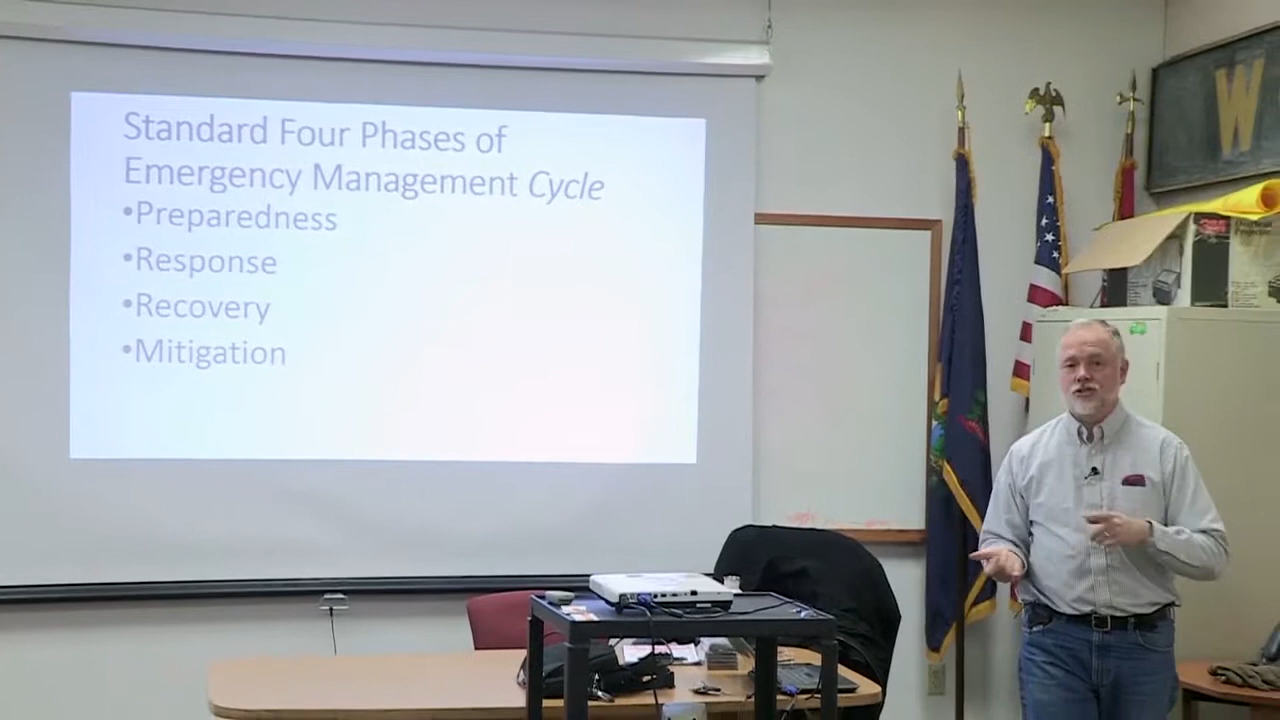 Standard Four Phases of
Emergency Management Cycle
•Preparedness
•Response
•Recovery
•Mitigation
W